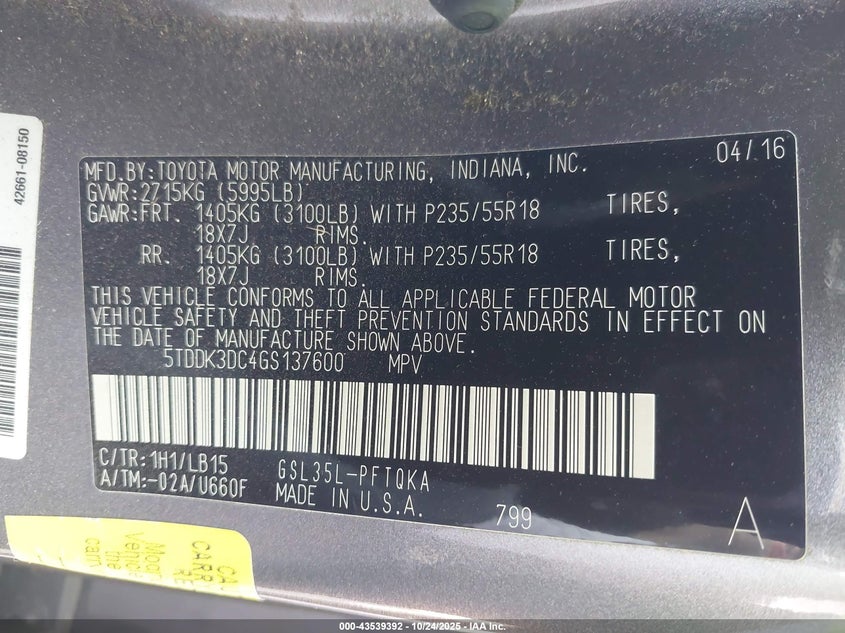 42661-08150
MFD.BY:TOYOTA MOTOR MANUFACTURING, INDIANA, INC. 04/16
GVWR:2715KG (5995LB)
GAWR:FRT. 1405KG (3100LB) WITH P235/55R18 TIRES,
18X7J RIMS.
RR. 1405KG (3100LB) WITH P235/55R18 TIRES,
18X7J RIMS.
THIS VEHICLE CONFORMS TO ALL APPLICABLE FEDERAL MOTOR
VEHICLE SAFETY AND THEFT PREVENTION STANDARDS IN EFFECT ON
THE DATE OF MANUFACTURE SHOWN ABOVE.
5TDDK3DC4GS137600 MPV
C/TR:1H1/LB15 GSL35L-PFTQKA
A/TM:-02A/U660F MADE IN U.S.A. 799 A
000-43539392 • 10/24/2025 • IAA Inc.